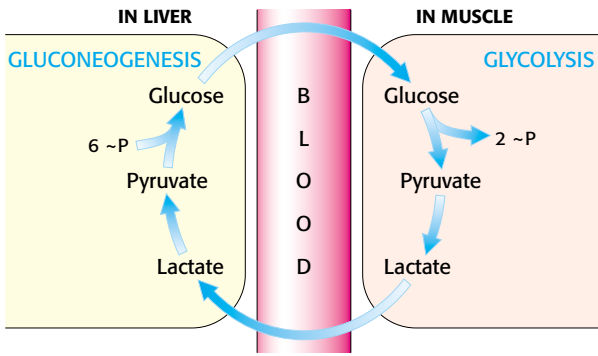 IN LIVER
IN MUSCLE
GLUCONEOGENESIS
GLYCOLYSIS
Glucose
6 ~P
Pyruvate
Lactate
B
L
O
O
D
Glucose
2 ~P
Pyruvate
Lactate